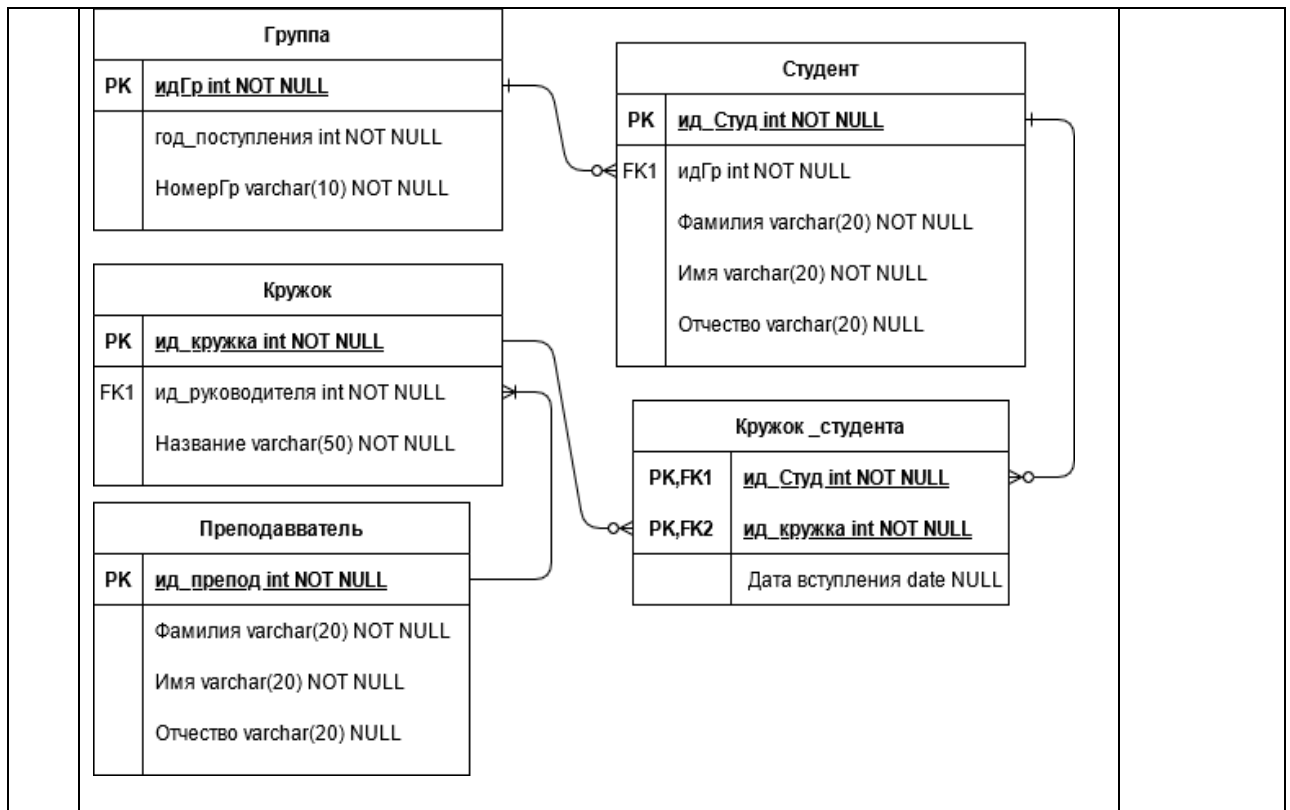 Группа
PK идГр int NOT NULL
год_поступления int NOT NULL
НомерГр varchar(10) NOT NULL
Студент
PK ид_Студ int NOT NULL
FK1 идГр int NOT NULL
Фамилия varchar(20) NOT NULL
Имя varchar(20) NOT NULL
Отчество varchar(20) NULL
Кружок
PK ид_кружка int NOT NULL
FK1 ид_руководителя int NOT NULL
Название varchar(50) NOT NULL
Кружок _студента
PK,FK1 ид_Студ int NOT NULL
PK,FK2 ид_кружка int NOT NULL
Дата вступления date NULL
Преподавватель
PK ид_препод int NOT NULL
Фамилия varchar(20) NOT NULL
Имя varchar(20) NOT NULL
Отчество varchar(20) NULL